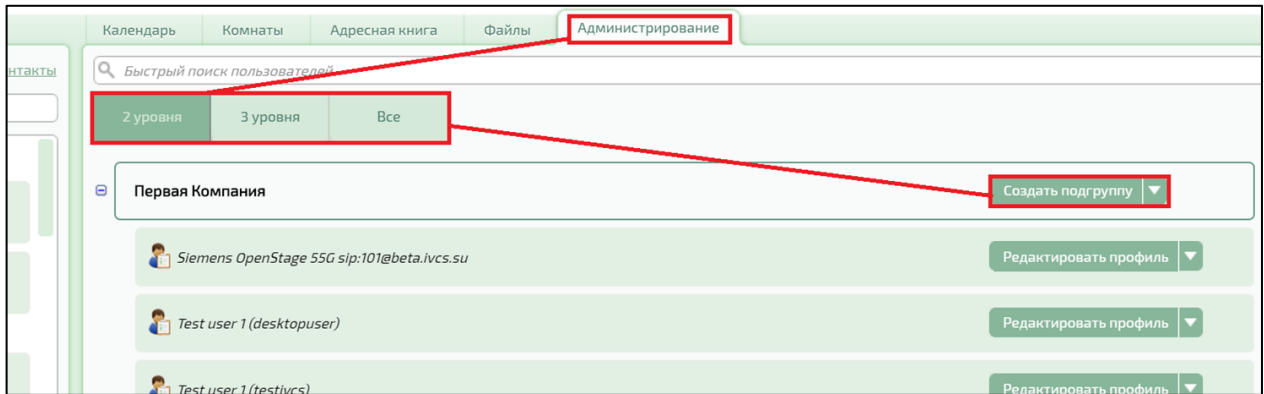 Календарь Комнаты Адресная книга Файлы Администрирование
нтакты
Быстрый поиск пользователей
2 уровня 3 уровня Все
Первая Компания Создать подгруппу
Siemens OpenStage 55G sip:101@beta.ivcs.su Редактировать профиль
Test user 1 (desktopuser) Редактировать профиль
Test user 1 (testivcs) Редактировать профиль